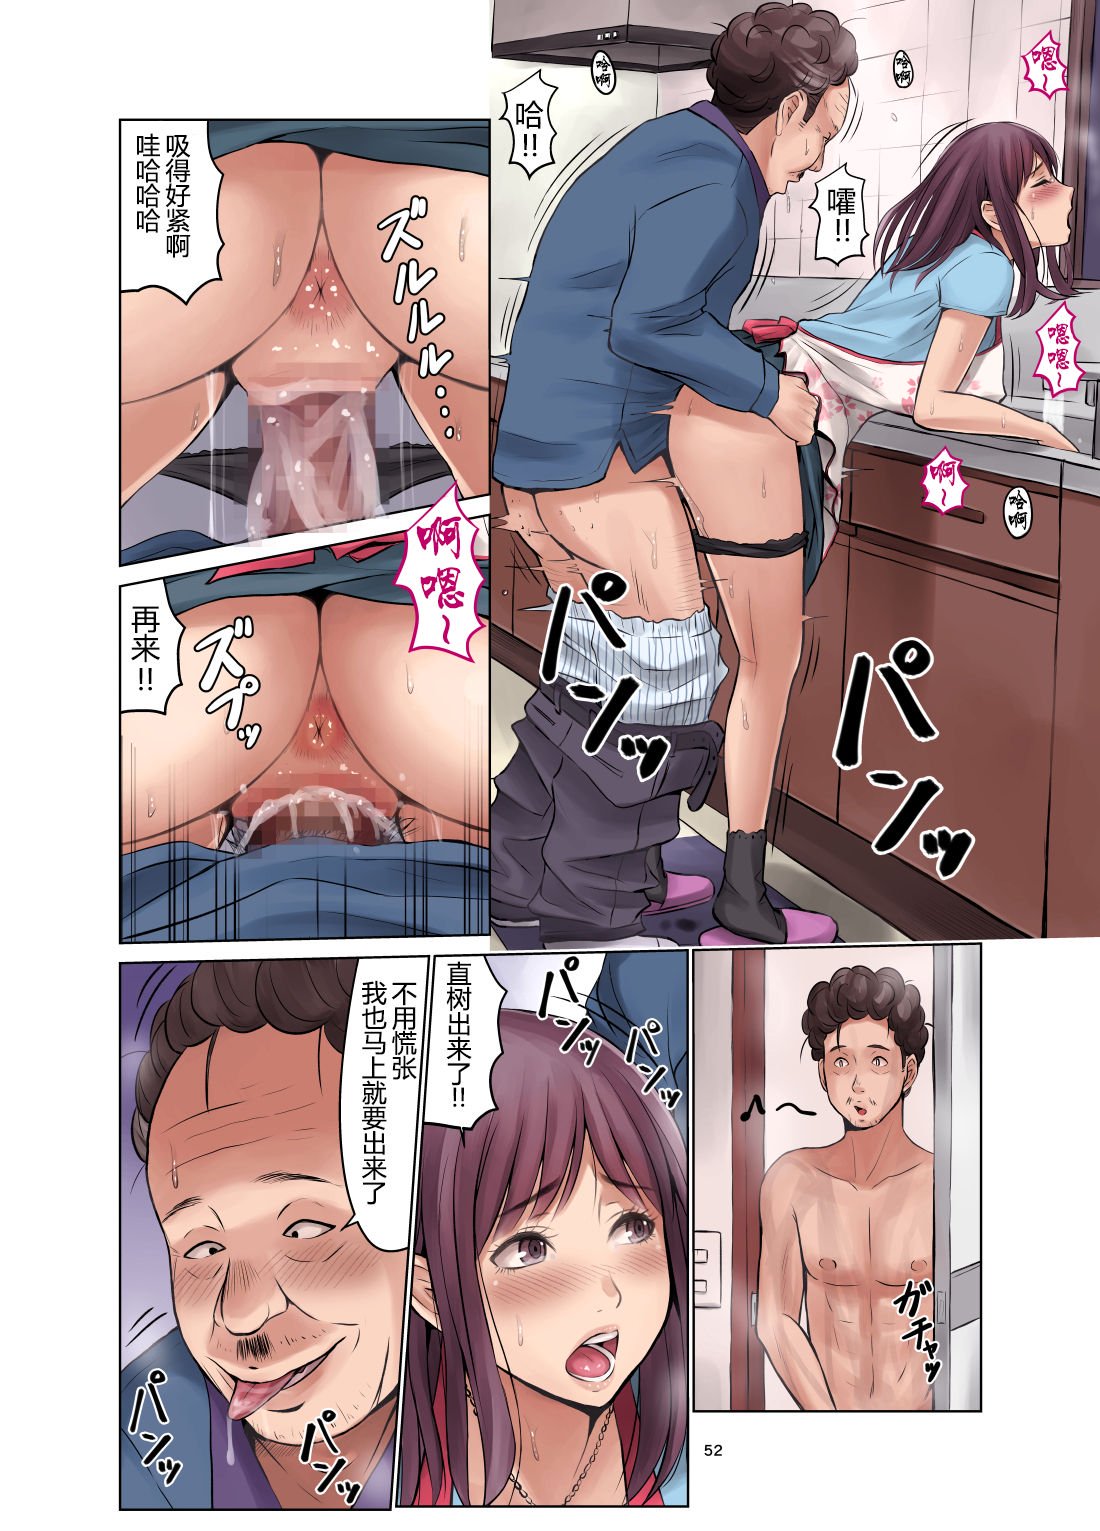 嗯～
哈啊
哈啊
哈!!
嚯!!
嗯嗯～
啊～
哈啊
パンッ
パンッ
吸得好紧啊
哇哈哈哈
ズルルルル・・・
啊嗯～
再来!!
ズプッ
ガチャッ
直树出来了!!
パンッ
パンッ
不用慌张
我也马上就要出来了
パンッ
パンッ
52